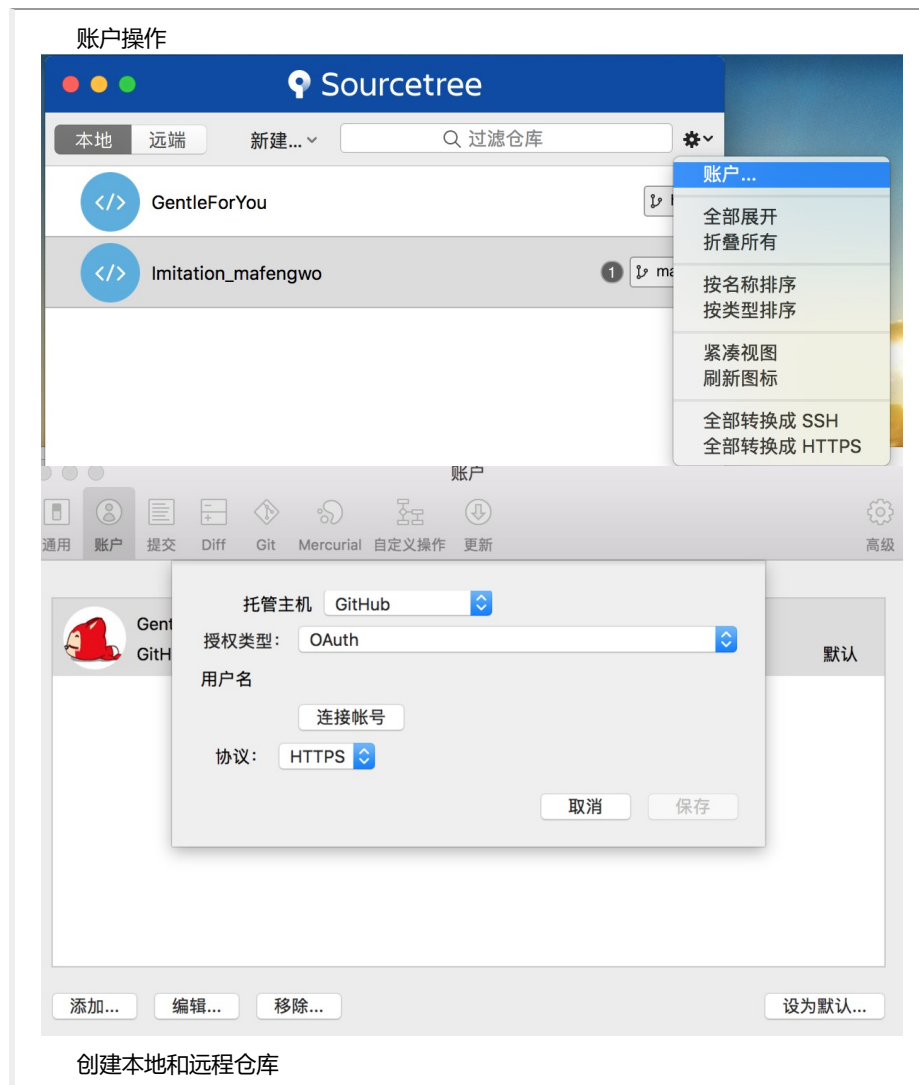 账户操作
Sourcetree
本地 远端 新建... 过滤仓库
账户...
GentleForYou
全部展开
折叠所有
Imitation_mafengwo 1 ma
按名称排序
按类型排序
紧凑视图
刷新图标
全部转换成 SSH
全部转换成 HTTPS
账户
通用 账户 提交 Diff Git Mercurial 自定义操作 更新 高级
托管主机 GitHub
Gent
授权类型： OAuth
GitH 默认
用户名
连接帐号
协议： HTTPS
取消 保存
添加... 编辑... 移除... 设为默认...
创建本地和远程仓库